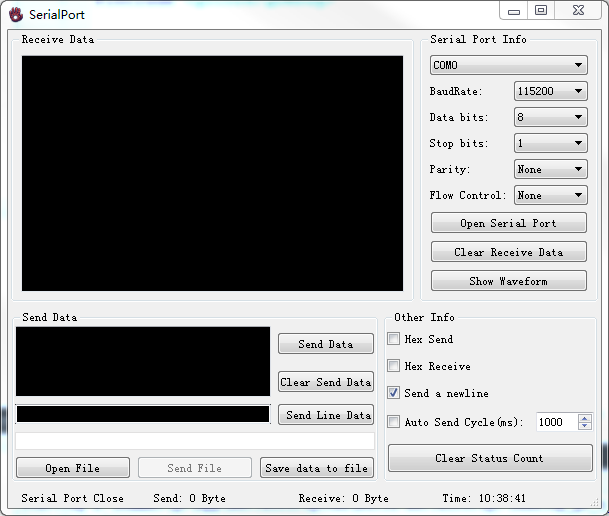 SerialPort
Receive Data
Serial Port Info
COM0
BaudRate: 115200
Data bits: 8
Stop bits: 1
Parity: None
Flow Control: None
Open Serial Port
Clear Receive Data
Show Waveform
Send Data
Send Data
Clear Send Data
Send Line Data
Open File
Send File
Save data to file
Other Info
Hex Send
Hex Receive
Send a newline
Auto Send Cycle(ms): 1000
Clear Status Count
Serial Port Close Send: 0 Byte Receive: 0 Byte Time: 10:38:41